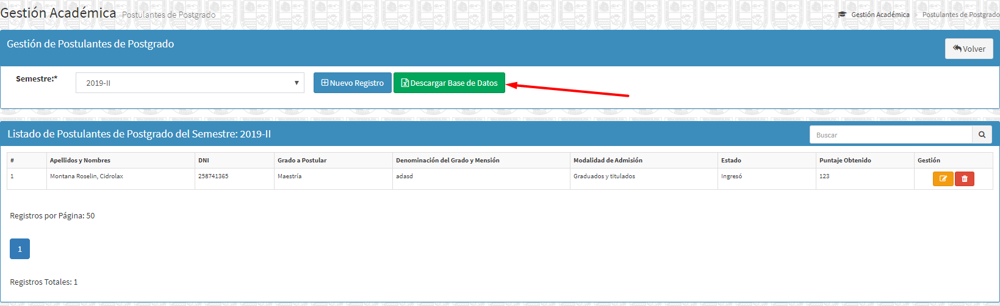 Gestión Académica Postulantes de Postgrado
Gestión Académica > Postulantes de Postgrado
Gestión de Postulantes de Postgrado
Volver
Semestre:*
2019-II
Nuevo Registro
Descargar Base de Datos
Listado de Postulantes de Postgrado del Semestre: 2019-II
Buscar
# Apellidos y Nombres DNI Grado a Postular Denominación del Grado y Mensión Modalidad de Admisión Estado Puntaje Obtenido Gestión
1 Montana Roselin, Cidrolax 258741365 Maestría adasd Graduados y titulados Ingresó 123
Registros por Página: 50
1
Registros Totales: 1